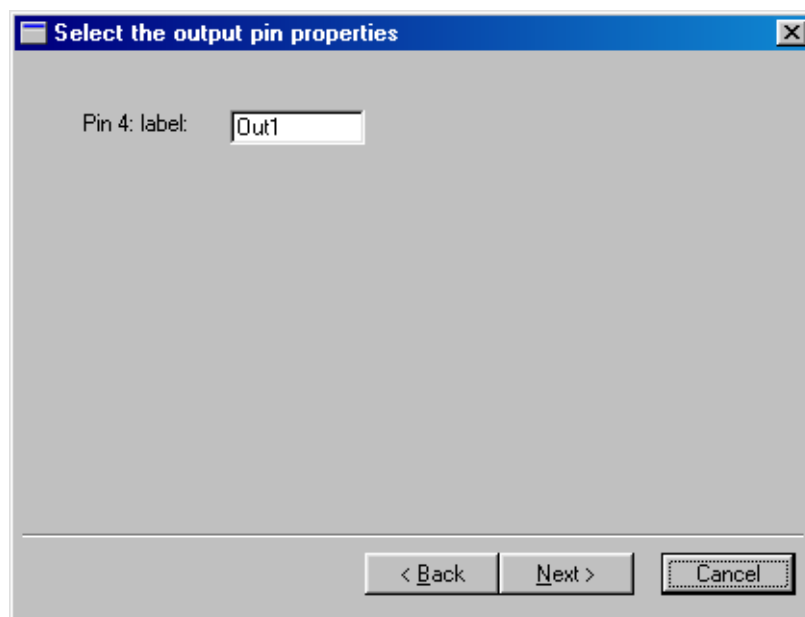 Select the output pin properties
Pin 4: label: Out1
< Back Next > Cancel